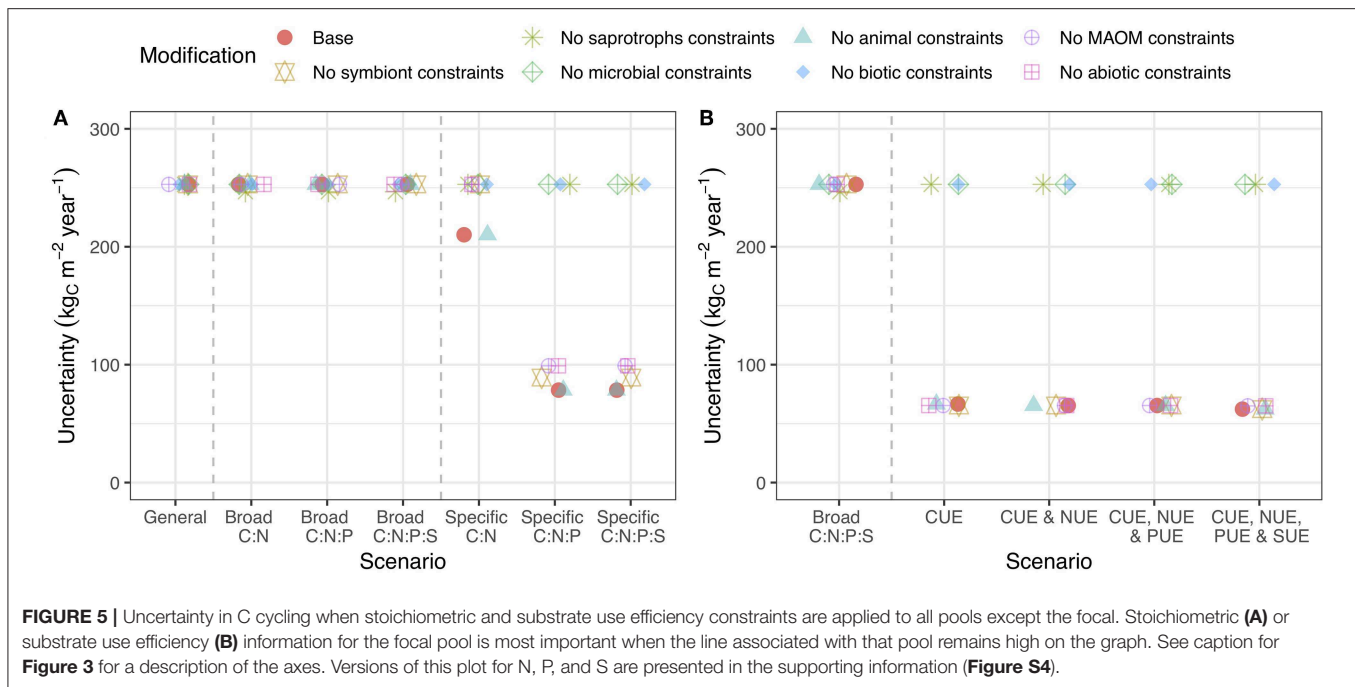 Modification
Base
No saprotrophs constraints
No animal constraints
No MAOM constraints
No symbiont constraints
No microbial constraints
No biotic constraints
No abiotic constraints
A
Uncertainty (kgC m−2 year−1)
300
200
100
0
General
Broad
C:N
Broad
C:N:P
Broad
C:N:P:S
Specific
C:N
Specific
C:N:P
Specific
C:N:P:S
Scenario
B
Uncertainty (kgC m−2 year−1)
300
200
100
0
Broad
C:N:P:S
CUE
CUE & NUE
CUE, NUE
& PUE
CUE, NUE,
PUE & SUE
Scenario
FIGURE 5 | Uncertainty in C cycling when stoichiometric and substrate use efficiency constraints are applied to all pools except the focal. Stoichiometric (A) or
substrate use efficiency (B) information for the focal pool is most important when the line associated with that pool remains high on the graph. See caption for
Figure 3 for a description of the axes. Versions of this plot for N, P, and S are presented in the supporting information (Figure S4).